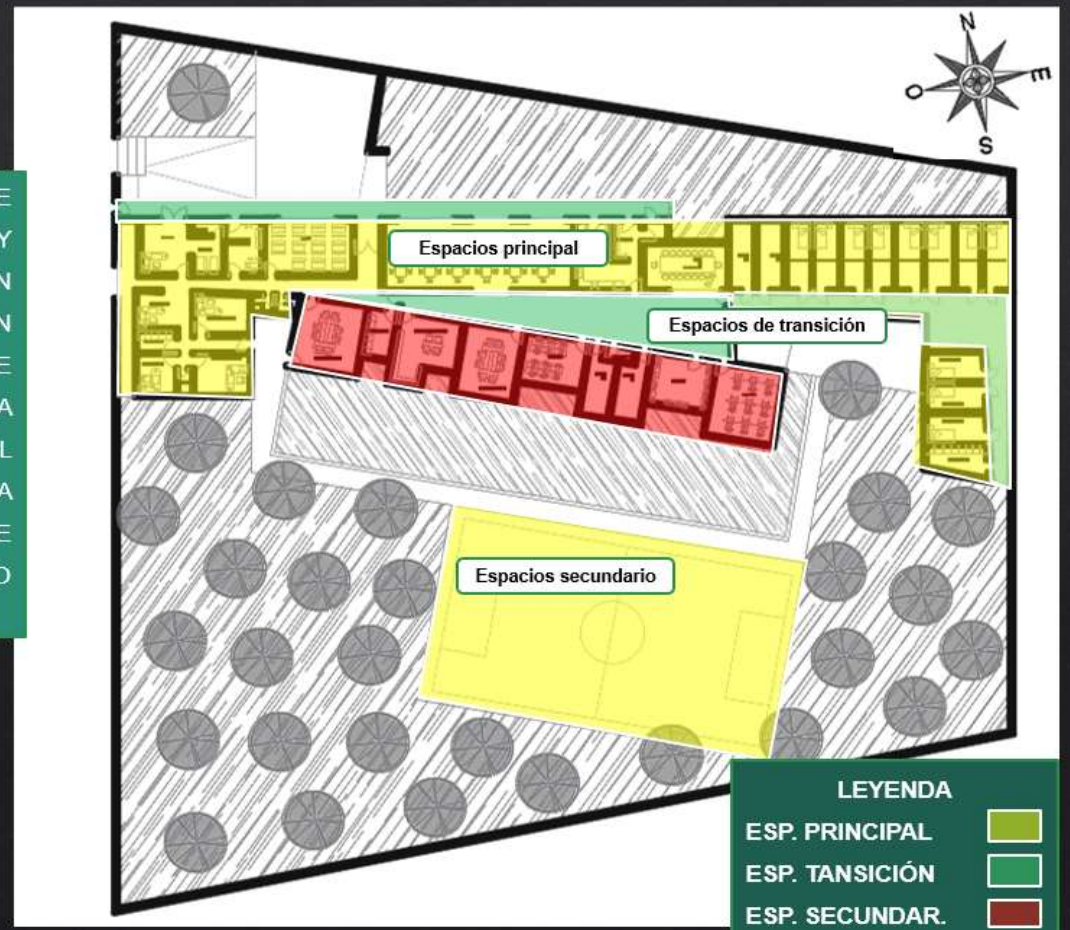 N
E
O
S
E
Y
N
N
E
A
L
A
E
O
Espacios principal
Espacios de transición
Espacios secundario
LEYENDA
ESP. PRINCIPAL
ESP. TANSICIÓN
ESP. SECUNDAR.